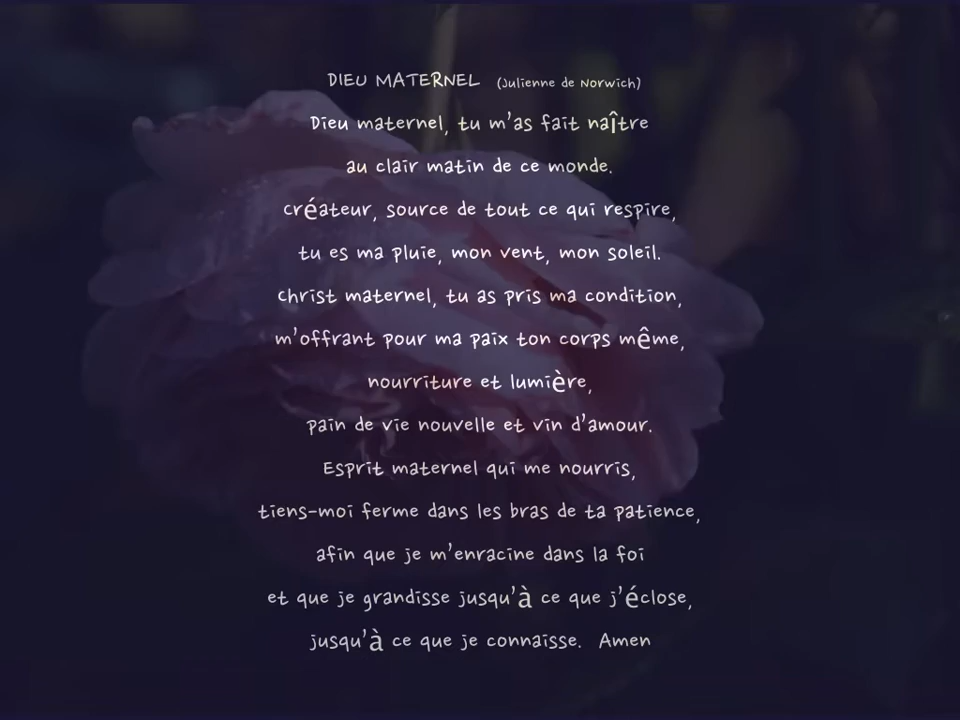 DIEU MATERNEL (Julienne de Norwich)
Dieu maternel, tu m'as fait naître
au clair matin de ce monde.
créateur, source de tout ce qui respire,
tu es ma pluie, mon vent, mon soleil.
christ maternel, tu as pris ma condition,
m'offrant pour ma paix ton corps même,
nourriture et lumière,
pain de vie nouvelle et vin d'amour.
Esprit maternel qui me nourris,
tiens-moi ferme dans les bras de ta patience,
afin que je m'enracine dans la foi
et que je grandisse jusqu'à ce que j'éclose,
jusqu'à ce que je connaisse. Amen